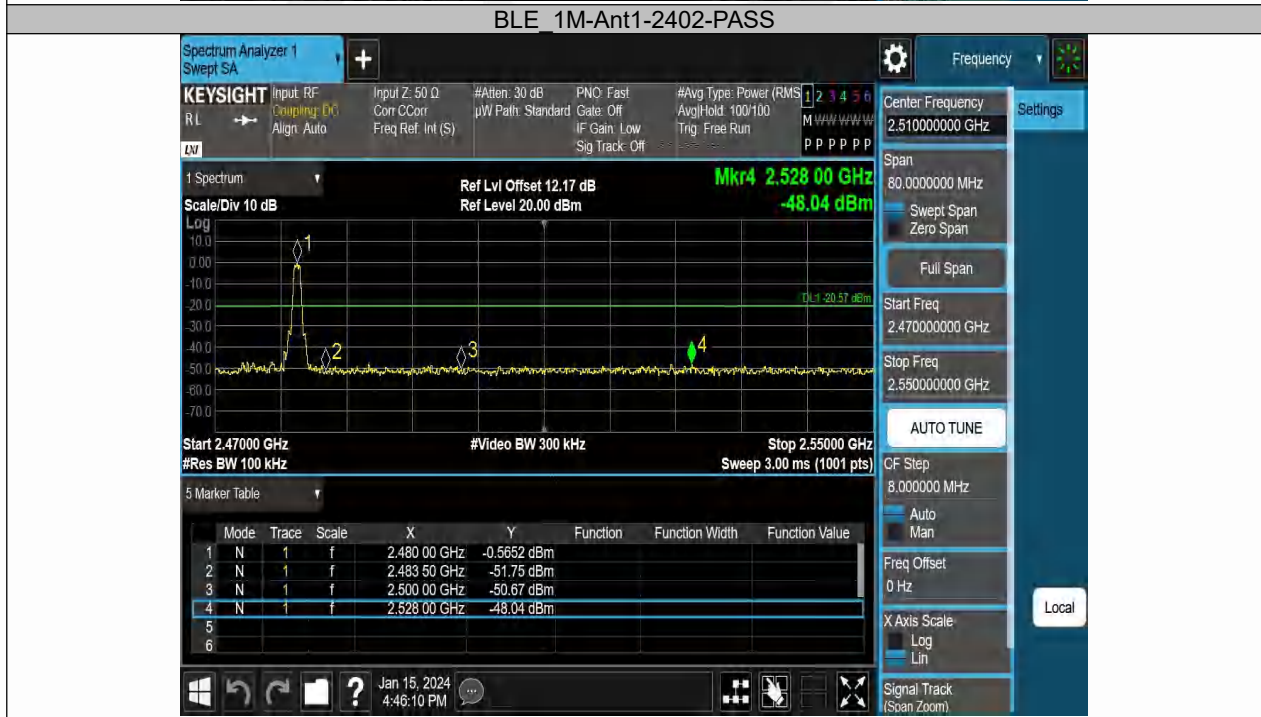 BLE_1M-Ant1-2402-PASS
Spectrum Analyzer 1
Swept SA
+
Frequency
KEYSIGHT
RL
LXI
Input: RF
Coupling: DC
Align: Auto
Input Z: 50 Ω
Corr CCorr
Freq Ref: Int (S)
#Atten: 30 dB
µW Path: Standard
PNO: Fast
Gate: Off
IF Gain: Low
Sig Track: Off
#Avg Type: Power (RMS
Avg|Hold: 100/100
Trig: Free Run
1 2 3 4 5 6
M W W W W W
P P P P P P
Center Frequency
2.510000000 GHz
Settings
Span
80.0000000 MHz
Swept Span
Zero Span
Full Span
Start Freq
2.470000000 GHz
Stop Freq
2.550000000 GHz
AUTO TUNE
CF Step
8.000000 MHz
Auto
Man
Freq Offset
0 Hz
X Axis Scale
Log
Lin
Signal Track
(Span Zoom)
Local
1 Spectrum
Scale/Div 10 dB
Ref Lvl Offset 12.17 dB
Ref Level 20.00 dBm
Mkr4 2.528 00 GHz
-48.04 dBm
Log
10.0
0.00
-10.0
-20.0
-30.0
-40.0
-50.0
-60.0
-70.0
1
2
3
4
DL1 -20.57 dBm
Start 2.47000 GHz
#Video BW 300 kHz
Stop 2.55000 GHz
#Res BW 100 kHz
Sweep 3.00 ms (1001 pts)
5 Marker Table
Mode Trace Scale X Y Function Function Width Function Value
1 N 1 f 2.480 00 GHz -0.5652 dBm
2 N 1 f 2.483 50 GHz -51.75 dBm
3 N 1 f 2.500 00 GHz -50.67 dBm
4 N 1 f 2.528 00 GHz -48.04 dBm
5
6
?
Jan 15, 2024
4:46:10 PM